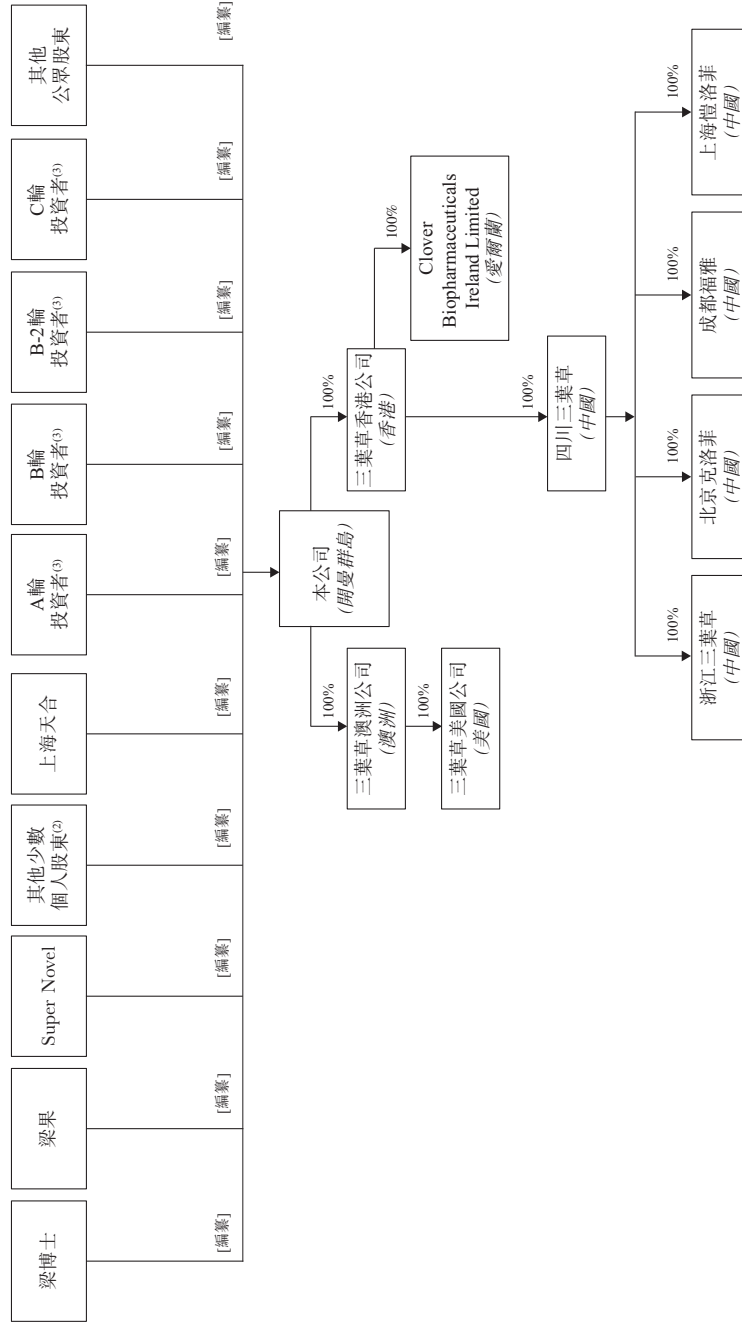 梁博士
梁果
Super Novel
其他少數
個人股東(2)
上海天合
A輪
投資者(3)
B輪
投資者(3)
B-2輪
投資者(3)
C輪
投資者(3)
其他
公眾股東
[編纂]
[編纂]
[編纂]
[編纂]
[編纂]
[編纂]
[編纂]
[編纂]
[編纂]
[編纂]
本公司
(開曼群島)
100%
100%
三葉草澳洲公司
(澳洲)
三葉草香港公司
(香港)
100%
100%
三葉草美國公司
(美國)
Clover
Biopharmaceuticals
Ireland Limited
(愛爾蘭)
100%
四川三葉草
(中國)
100%
100%
100%
100%
浙江三葉草
(中國)
北京克洛菲
(中國)
成都福雅
(中國)
上海愷洛菲
(中國)